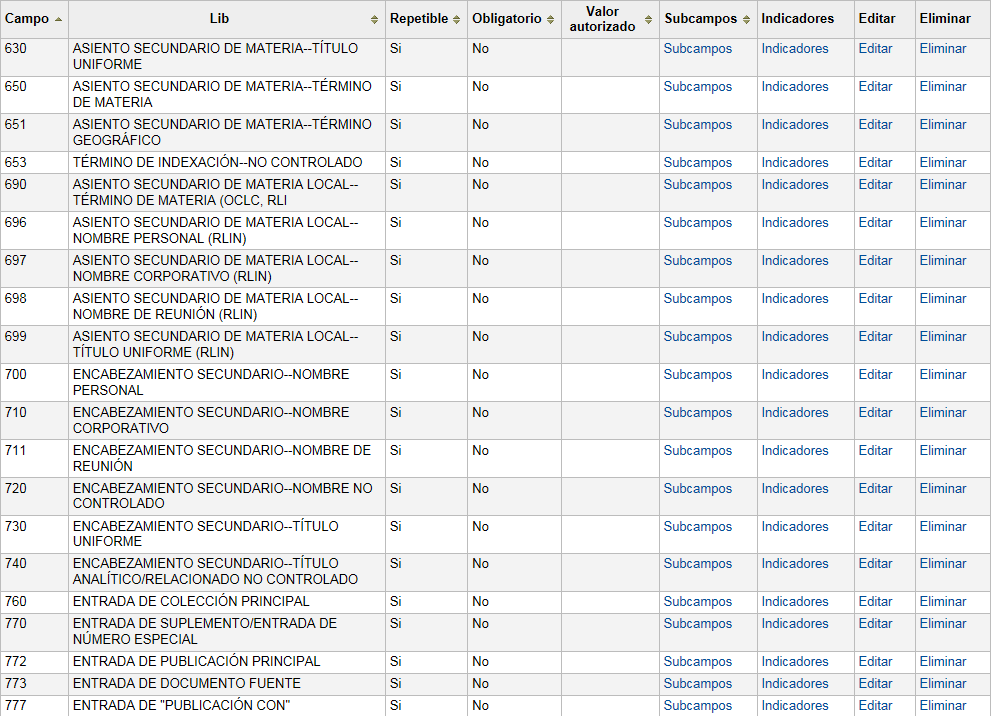 Campo Lib Repetible Obligatorio Valor autorizado Subcampos Indicadores Editar Eliminar
630 ASIENTO SECUNDARIO DE MATERIA--TÍTULO Si No Subcampos Indicadores Editar Eliminar
UNIFORME
650 ASIENTO SECUNDARIO DE MATERIA--TÉRMINO Si No Subcampos Indicadores Editar Eliminar
DE MATERIA
651 ASIENTO SECUNDARIO DE MATERIA--TÉRMINO Si No Subcampos Indicadores Editar Eliminar
GEOGRÁFICO
653 TÉRMINO DE INDEXACIÓN--NO CONTROLADO Si No Subcampos Indicadores Editar Eliminar
690 ASIENTO SECUNDARIO DE MATERIA LOCAL-- Si No Subcampos Indicadores Editar Eliminar
TÉRMINO DE MATERIA (OCLC, RLI
696 ASIENTO SECUNDARIO DE MATERIA LOCAL-- Si No Subcampos Indicadores Editar Eliminar
NOMBRE PERSONAL (RLIN)
697 ASIENTO SECUNDARIO DE MATERIA LOCAL-- Si No Subcampos Indicadores Editar Eliminar
NOMBRE CORPORATIVO (RLIN)
698 ASIENTO SECUNDARIO DE MATERIA LOCAL-- Si No Subcampos Indicadores Editar Eliminar
NOMBRE DE REUNIÓN (RLIN)
699 ASIENTO SECUNDARIO DE MATERIA LOCAL-- Si No Subcampos Indicadores Editar Eliminar
TÍTULO UNIFORME (RLIN)
700 ENCABEZAMIENTO SECUNDARIO--NOMBRE Si No Subcampos Indicadores Editar Eliminar
PERSONAL
710 ENCABEZAMIENTO SECUNDARIO--NOMBRE Si No Subcampos Indicadores Editar Eliminar
CORPORATIVO
711 ENCABEZAMIENTO SECUNDARIO--NOMBRE DE Si No Subcampos Indicadores Editar Eliminar
REUNIÓN
720 ENCABEZAMIENTO SECUNDARIO--NOMBRE NO Si No Subcampos Indicadores Editar Eliminar
CONTROLADO
730 ENCABEZAMIENTO SECUNDARIO--TÍTULO Si No Subcampos Indicadores Editar Eliminar
UNIFORME
740 ENCABEZAMIENTO SECUNDARIO--TÍTULO Si No Subcampos Indicadores Editar Eliminar
ANALÍTICO/RELACIONADO NO CONTROLADO
760 ENTRADA DE COLECCIÓN PRINCIPAL Si No Subcampos Indicadores Editar Eliminar
770 ENTRADA DE SUPLEMENTO/ENTRADA DE Si No Subcampos Indicadores Editar Eliminar
NÚMERO ESPECIAL
772 ENTRADA DE PUBLICACIÓN PRINCIPAL Si No Subcampos Indicadores Editar Eliminar
773 ENTRADA DE DOCUMENTO FUENTE Si No Subcampos Indicadores Editar Eliminar
777 ENTRADA DE "PUBLICACIÓN CON" Si No Subcampos Indicadores Editar Eliminar